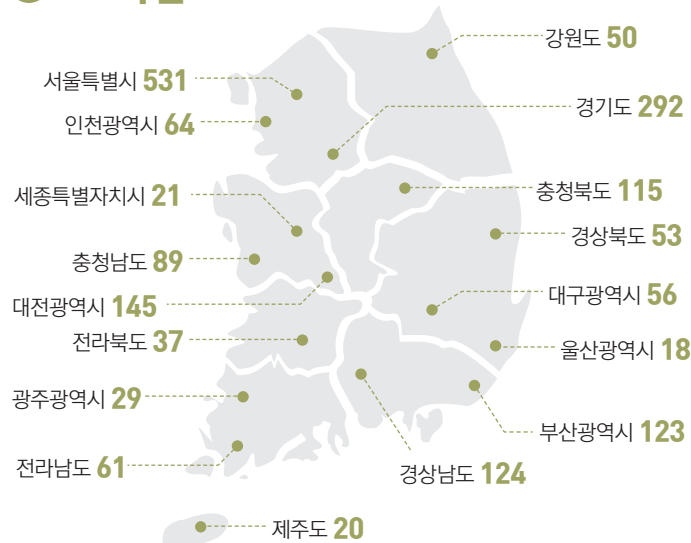 강원도 50
서울특별시 531
경기도 292
인천광역시 64
세종특별자치시 21
충청북도 115
경상북도 53
충청남도 89
대전광역시 145
대구광역시 56
전라북도 37
울산광역시 18
광주광역시 29
부산광역시 123
전라남도 61
경상남도 124
제주도 20